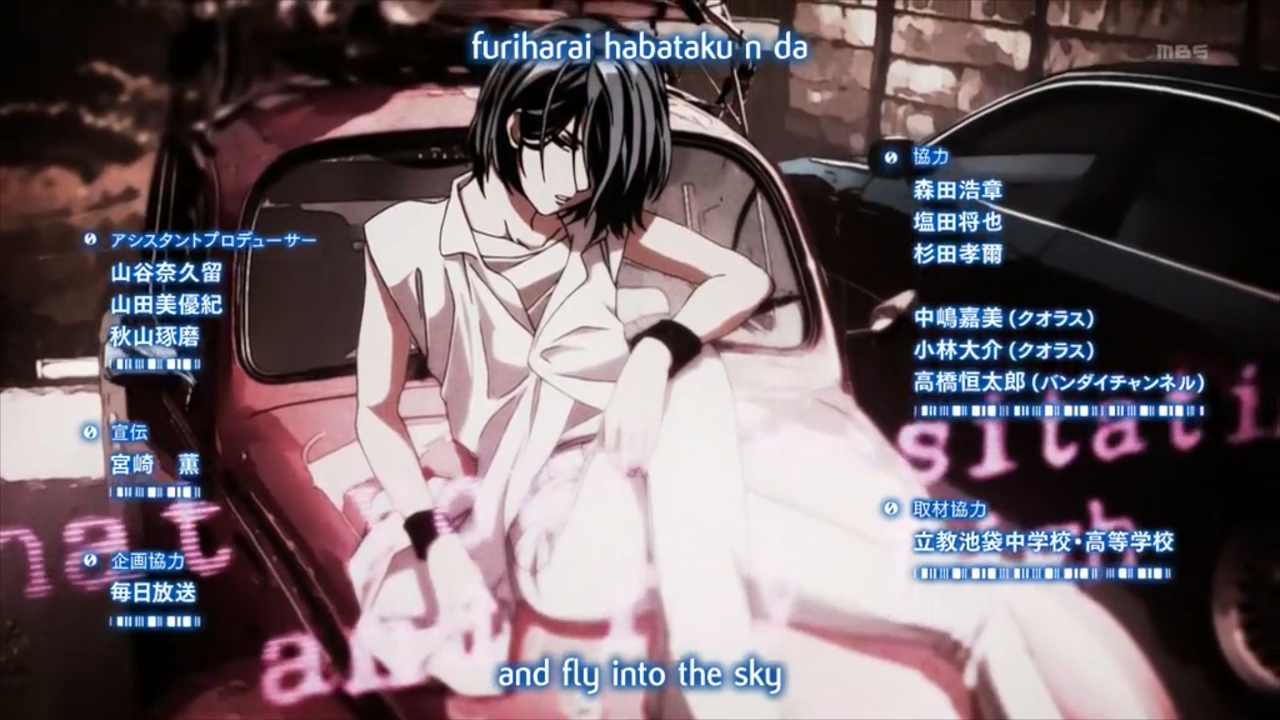 furiharai habataku n da
MBS
アシスタントプロデューサー
山谷奈久留
山田美優紀
秋山琢磨
宣伝
宮崎　薫
企画協力
毎日放送
協力
森田浩章
塩田将也
杉田孝爾
中嶋嘉美(クオラス)
小林大介(クオラス)
高橋恒太郎(バンダイチャンネル)
取材協力
立教池袋中学校・高等学校
and fly into the sky